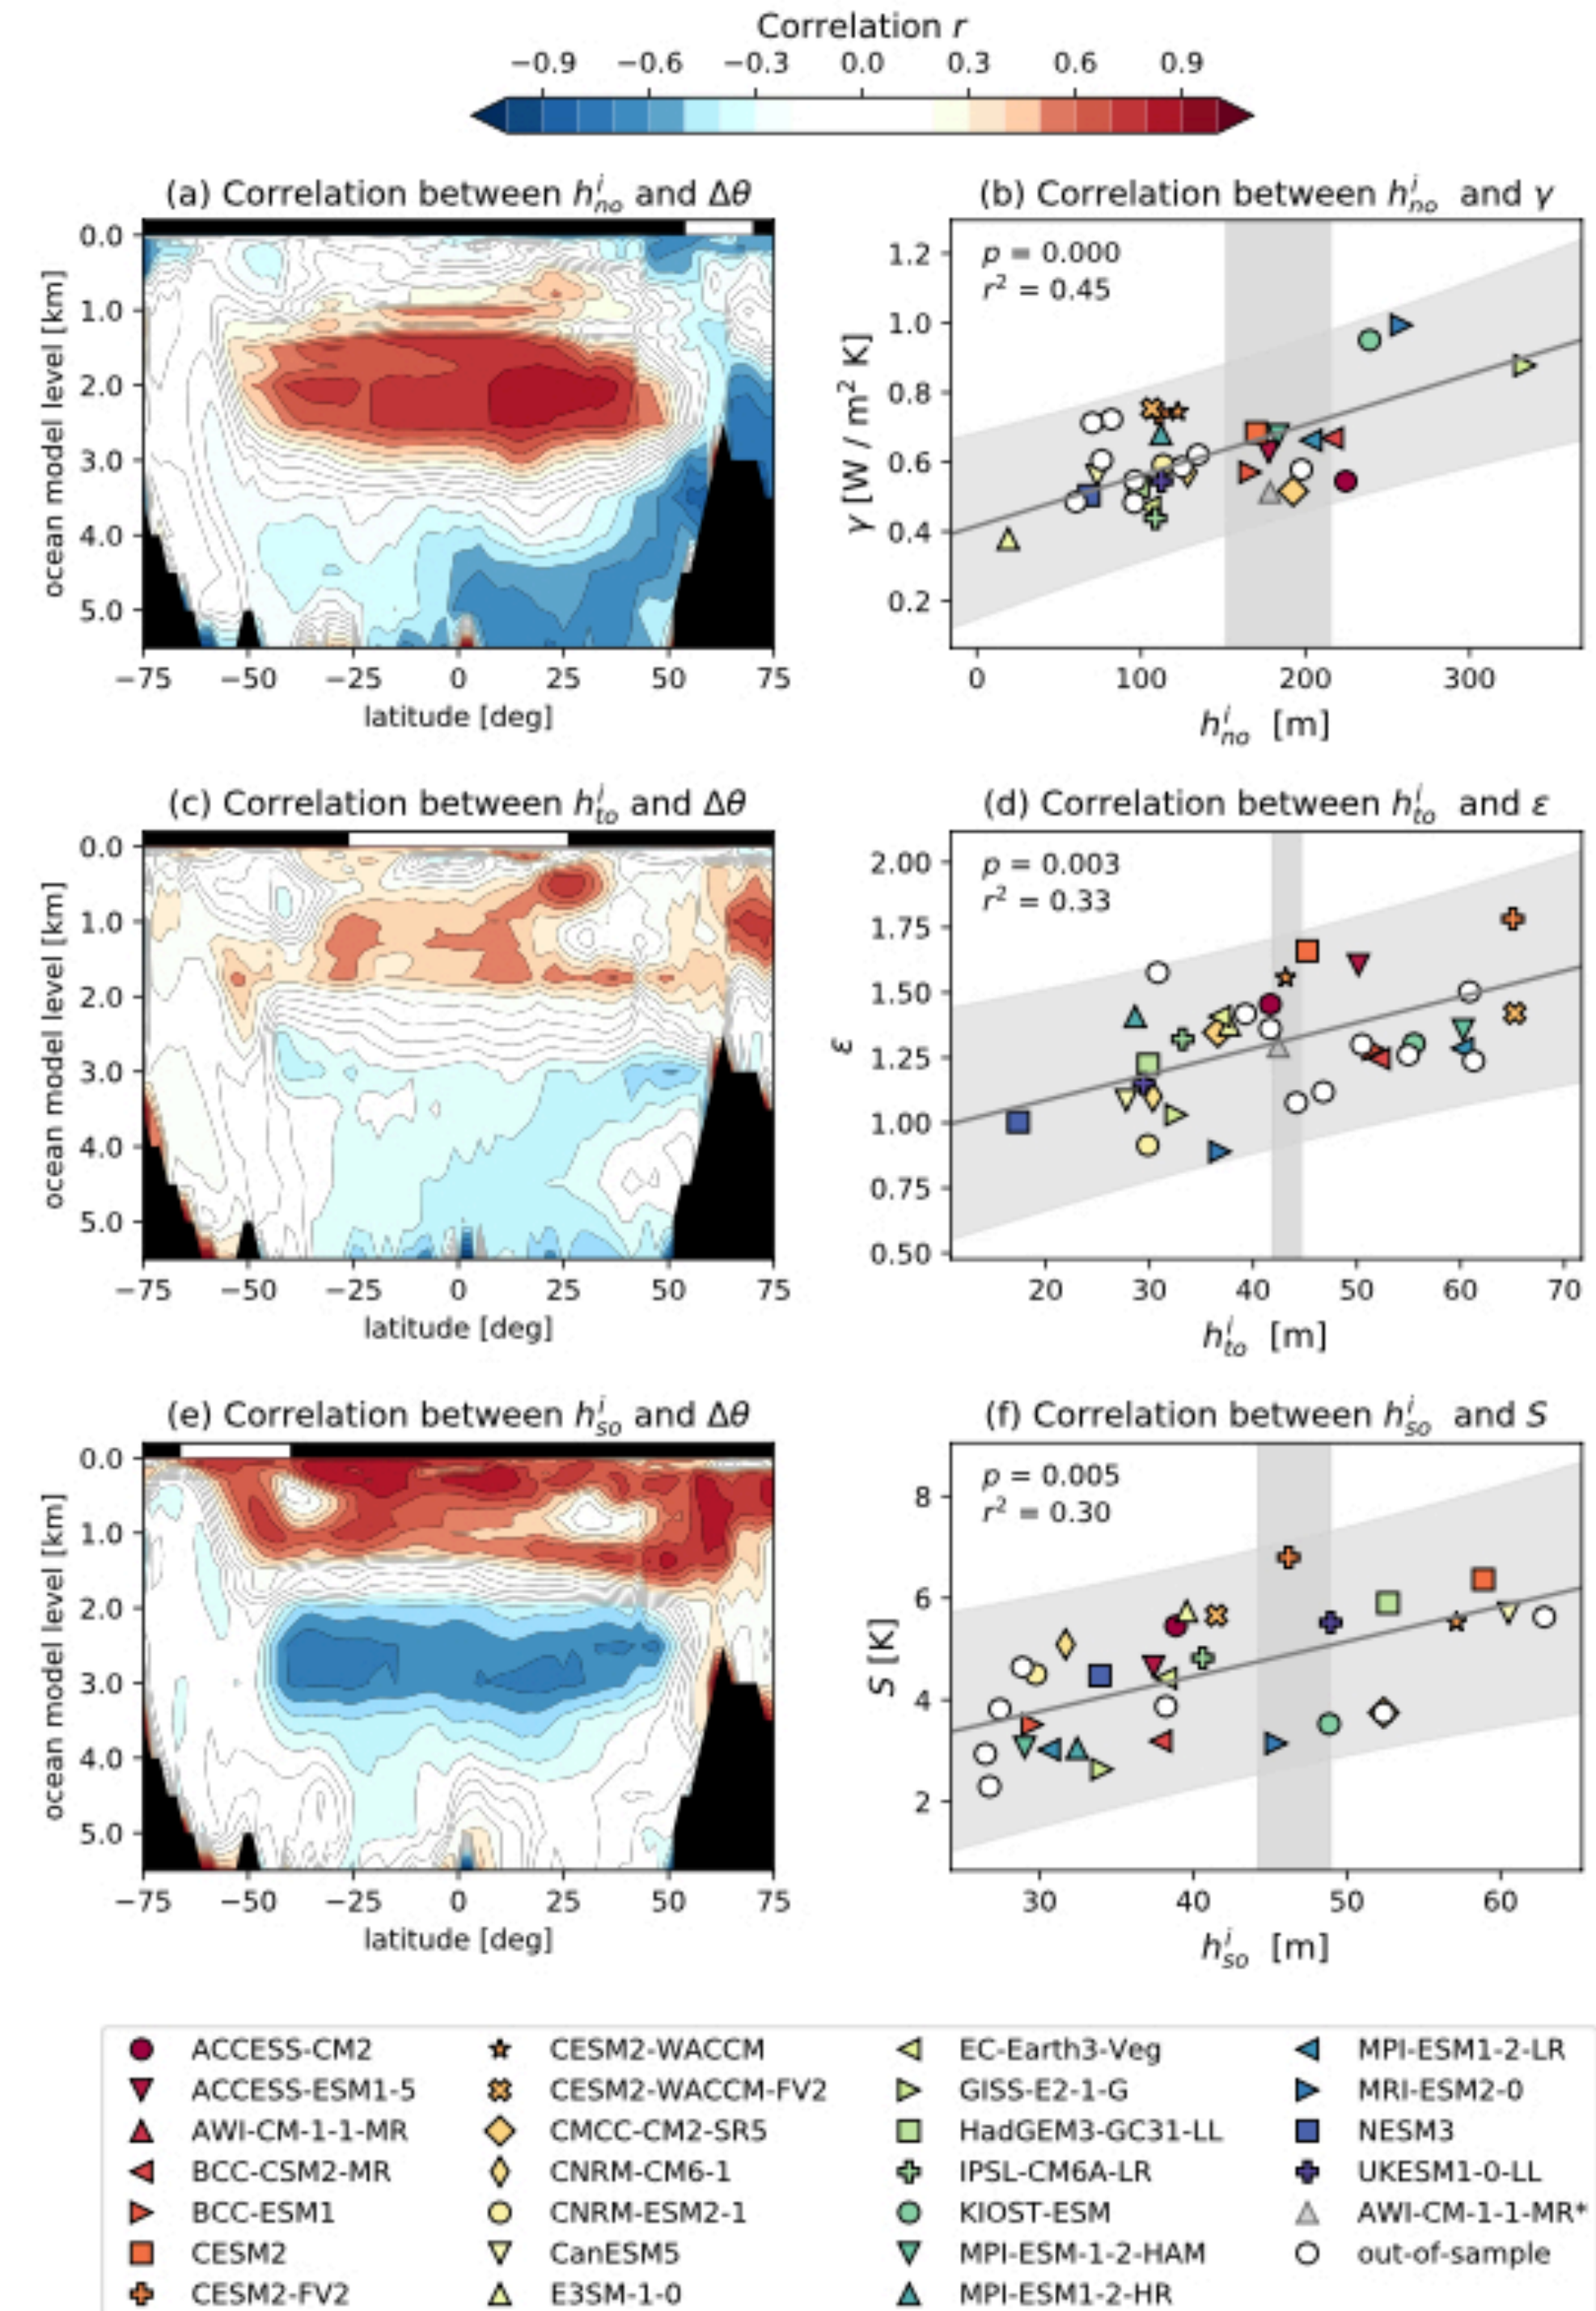 Correlation r
−0.9 −0.6 −0.3 0.0 0.3 0.6 0.9
(a) Correlation between h^i_no and Δθ
ocean model level [km]
0.0
1.0
2.0
3.0
4.0
5.0
−75 −50 −25 0 25 50 75
latitude [deg]
(b) Correlation between h^i_no and γ
p = 0.000
r² = 0.45
γ [W / m² K]
1.2
1.0
0.8
0.6
0.4
0.2
0 100 200 300
h^i_no [m]
(c) Correlation between h^i_to and Δθ
ocean model level [km]
0.0
1.0
2.0
3.0
4.0
5.0
−75 −50 −25 0 25 50 75
latitude [deg]
(d) Correlation between h^i_to and ε
p = 0.003
r² = 0.33
ε
2.00
1.75
1.50
1.25
1.00
0.75
0.50
20 30 40 50 60 70
h^i_to [m]
(e) Correlation between h^i_so and Δθ
ocean model level [km]
0.0
1.0
2.0
3.0
4.0
5.0
−75 −50 −25 0 25 50 75
latitude [deg]
(f) Correlation between h^i_so and S
p = 0.005
r² = 0.30
S [K]
8
6
4
2
30 40 50 60
h^i_so [m]
ACCESS-CM2
ACCESS-ESM1-5
AWI-CM-1-1-MR
BCC-CSM2-MR
BCC-ESM1
CESM2
CESM2-FV2
CESM2-WACCM
CESM2-WACCM-FV2
CMCC-CM2-SR5
CNRM-CM6-1
CNRM-ESM2-1
CanESM5
E3SM-1-0
EC-Earth3-Veg
GISS-E2-1-G
HadGEM3-GC31-LL
IPSL-CM6A-LR
KIOST-ESM
MPI-ESM-1-2-HAM
MPI-ESM1-2-HR
MPI-ESM1-2-LR
MRI-ESM2-0
NESM3
UKESM1-0-LL
AWI-CM-1-1-MR*
out-of-sample